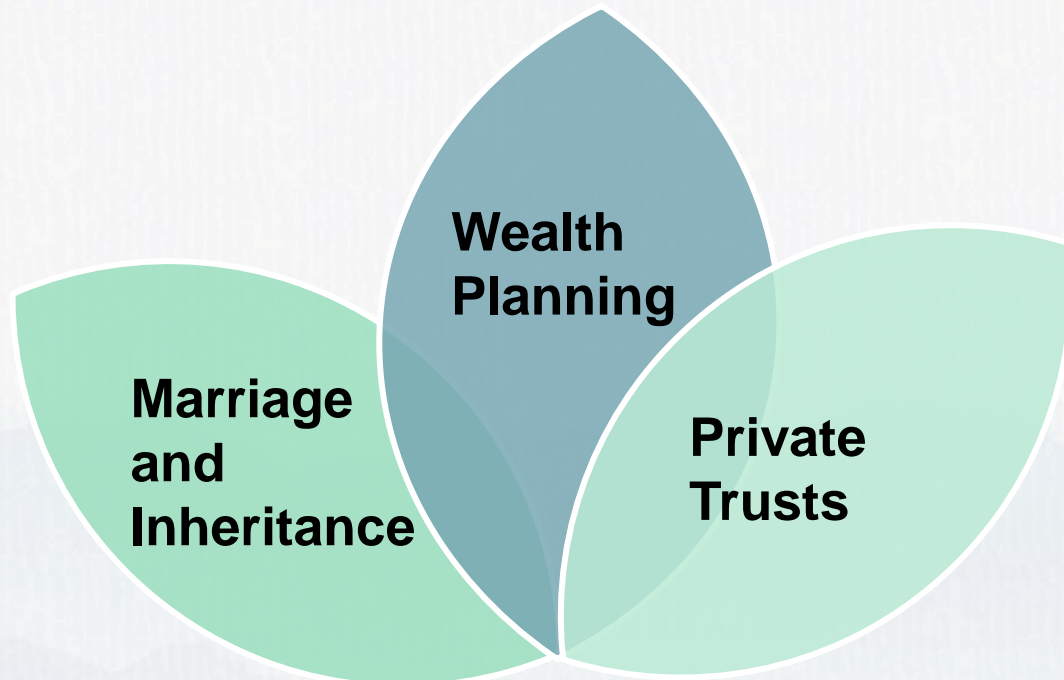 Wealth
Planning
Marriage
and
Inheritance
Private
Trusts